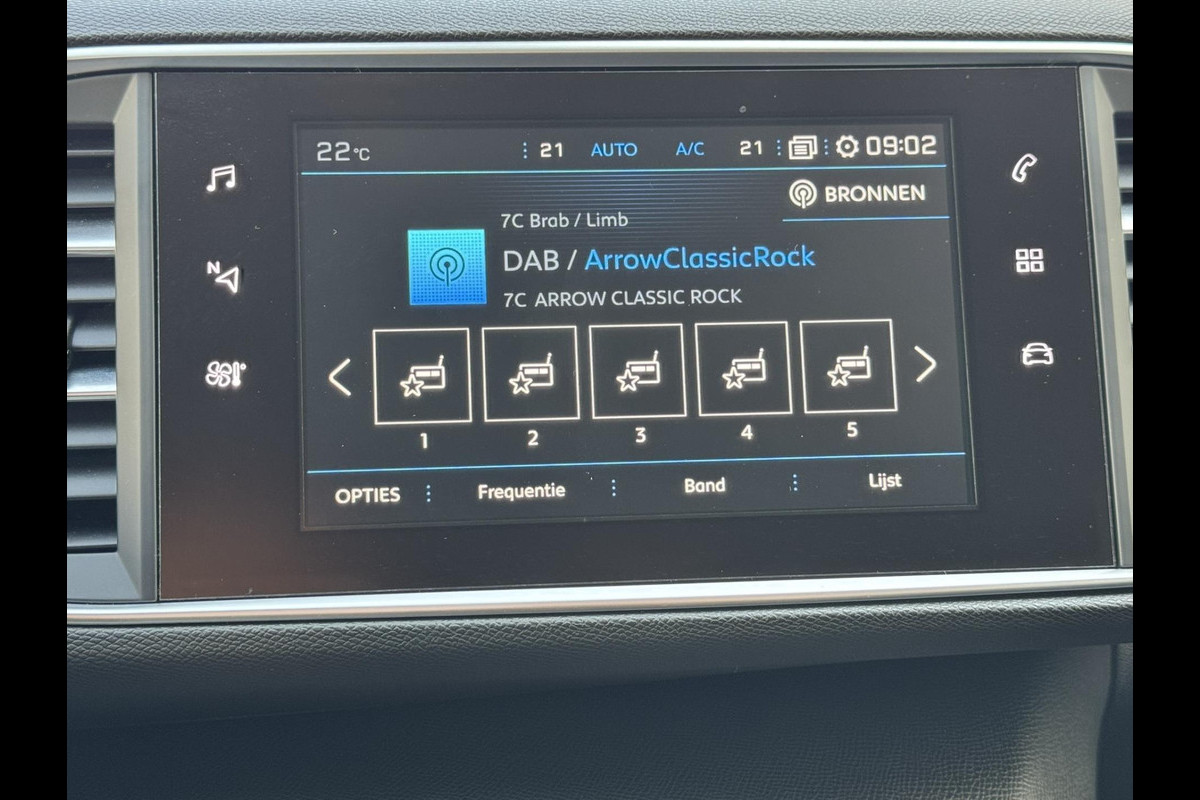 22°C 21 AUTO A/C 21 09:02
BRONNEN
7C Brab / Limb
DAB / ArrowClassicRock
7C ARROW CLASSIC ROCK
N
1 2 3 4 5
OPTIES Frequentie Band Lijst